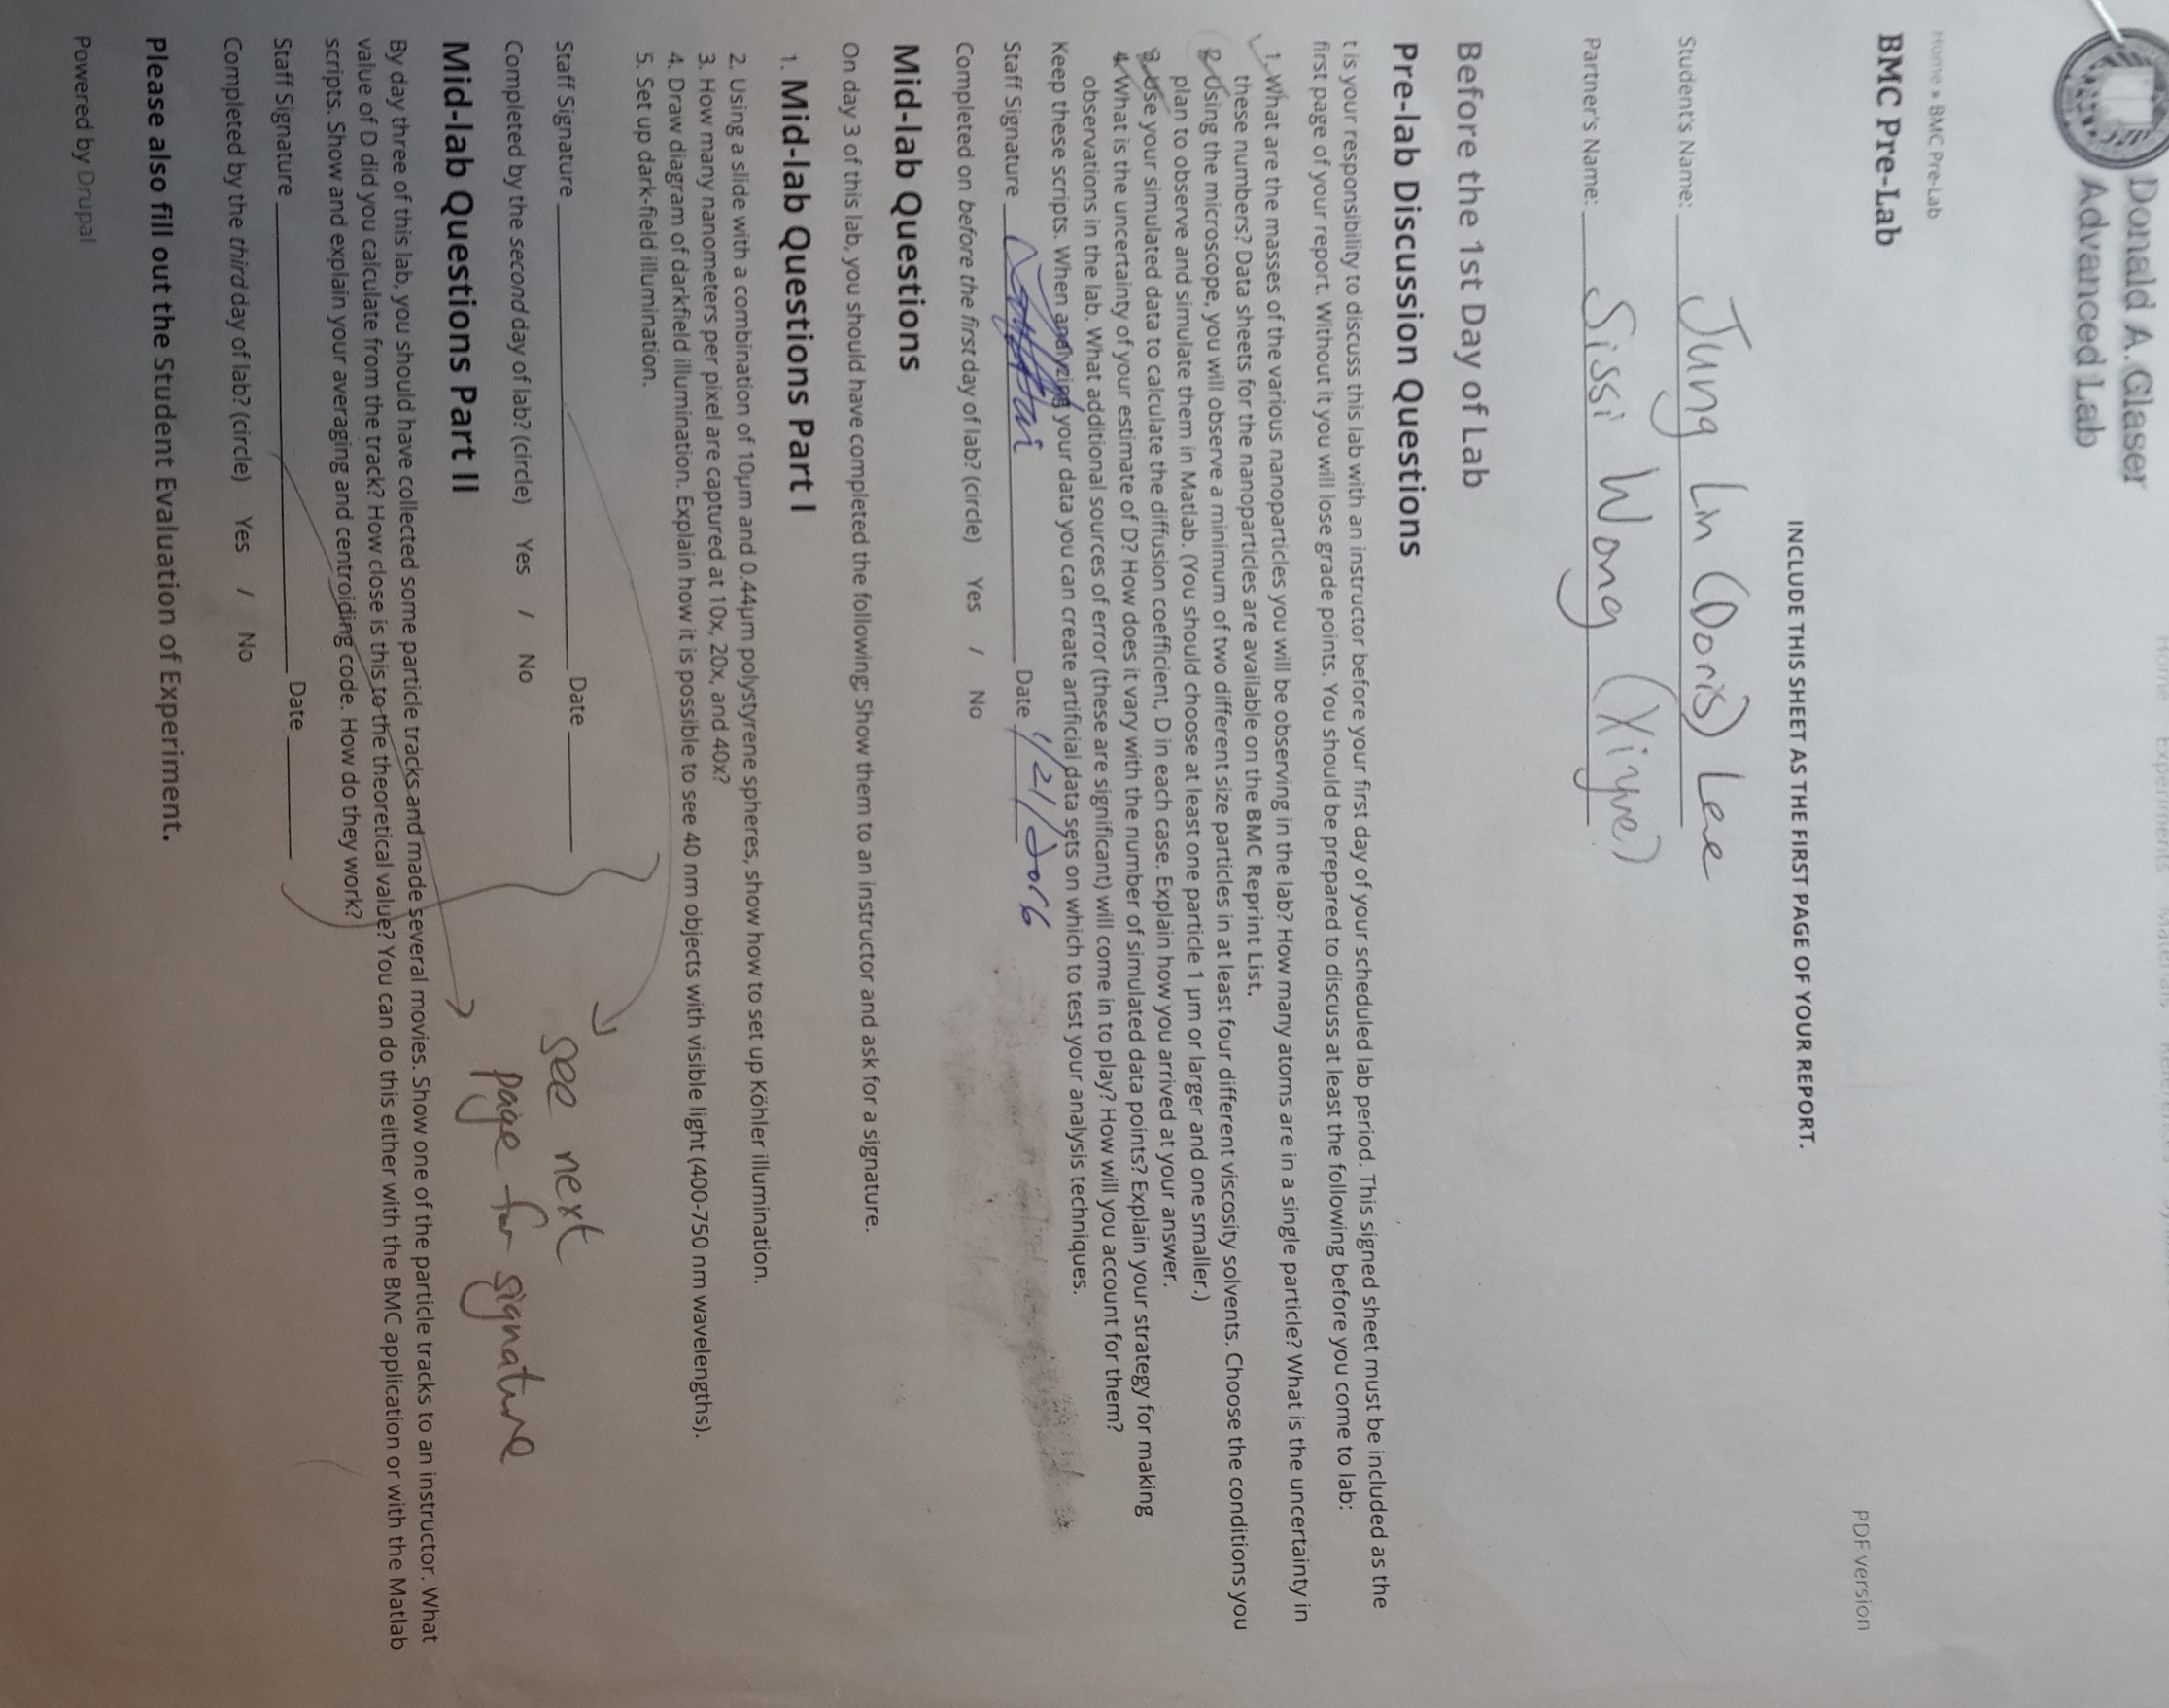 Donald A. Glaser
Advanced Lab
Home » BMC Pre-Lab
BMC Pre-Lab
PDF version
INCLUDE THIS SHEET AS THE FIRST PAGE OF YOUR REPORT.
Student's Name: Jung Lin (Doris) Lee
Partner's Name: Sissi Wang (Xiyue)
Before the 1st Day of Lab
Pre-lab Discussion Questions
t is your responsibility to discuss this lab with an instructor before your first day of your scheduled lab period. This signed sheet must be included as the
first page of your report. Without it you will lose grade points. You should be prepared to discuss at least the following before you come to lab:
1. What are the masses of the various nanoparticles you will be observing in the lab? How many atoms are in a single particle? What is the uncertainty in
these numbers? Data sheets for the nanoparticles are available on the BMC Reprint List.
2. Using the microscope, you will observe a minimum of two different size particles in at least four different viscosity solvents. Choose the conditions you
plan to observe and simulate them in Matlab. (You should choose at least one particle 1 μm or larger and one smaller.)
3. Use your simulated data to calculate the diffusion coefficient, D in each case. Explain how you arrived at your answer.
4. What is the uncertainty of your estimate of D? How does it vary with the number of simulated data points? Explain your strategy for making
observations in the lab. What additional sources of error (these are significant) will come in to play? How will you account for them?
Keep these scripts. When analyzing your data you can create artificial data sets on which to test your analysis techniques.
Staff Signature Date 1/21/2016
Completed on before the first day of lab? (circle) Yes / No
Mid-lab Questions
On day 3 of this lab, you should have completed the following: Show them to an instructor and ask for a signature.
1. Mid-lab Questions Part I
2. Using a slide with a combination of 10μm and 0.44μm polystyrene spheres, show how to set up Köhler illumination.
3. How many nanometers per pixel are captured at 10x, 20x, and 40x?
4. Draw diagram of darkfield illumination. Explain how it is possible to see 40 nm objects with visible light (400-750 nm wavelengths).
5. Set up dark-field illumination.
Staff Signature Date
see next
page for signature
Completed by the second day of lab? (circle) Yes / No
Mid-lab Questions Part II
By day three of this lab, you should have collected some particle tracks and made several movies. Show one of the particle tracks to an instructor. What
value of D did you calculate from the track? How close is this to the theoretical value? You can do this either with the BMC application or with the Matlab
scripts. Show and explain your averaging and centroiding code. How do they work?
Staff Signature Date
Completed by the third day of lab? (circle) Yes / No
Please also fill out the Student Evaluation of Experiment.
Powered by Drupal